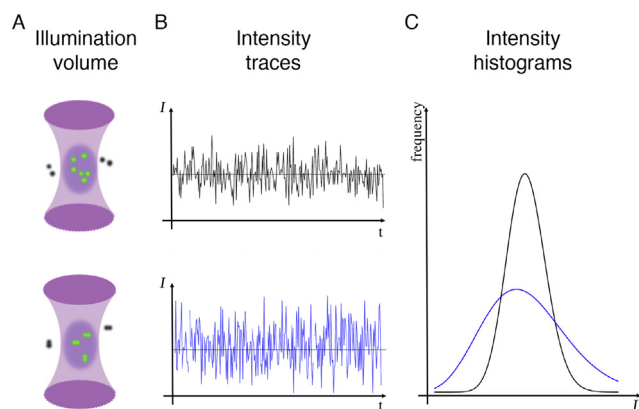 A
Illumination
volume
B
Intensity
traces
C
Intensity
histograms
I
t
I
t
frequency
I